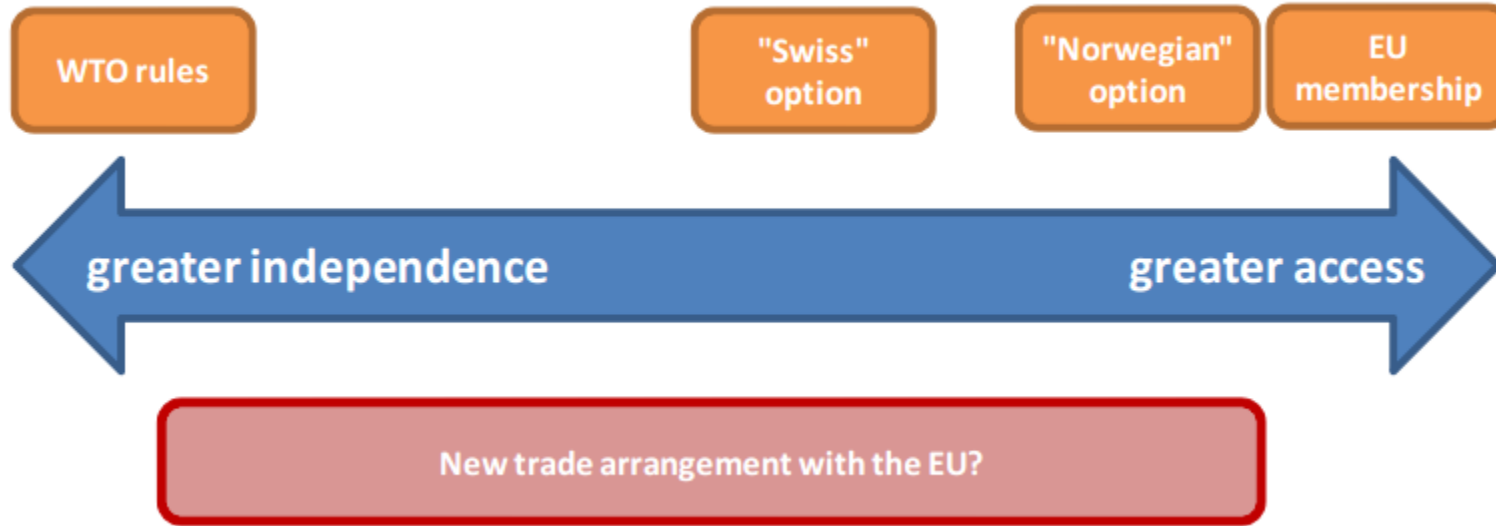 WTO rules
"Swiss"
option
"Norwegian"
option
EU
membership
greater independence
greater access
New trade arrangement with the EU?